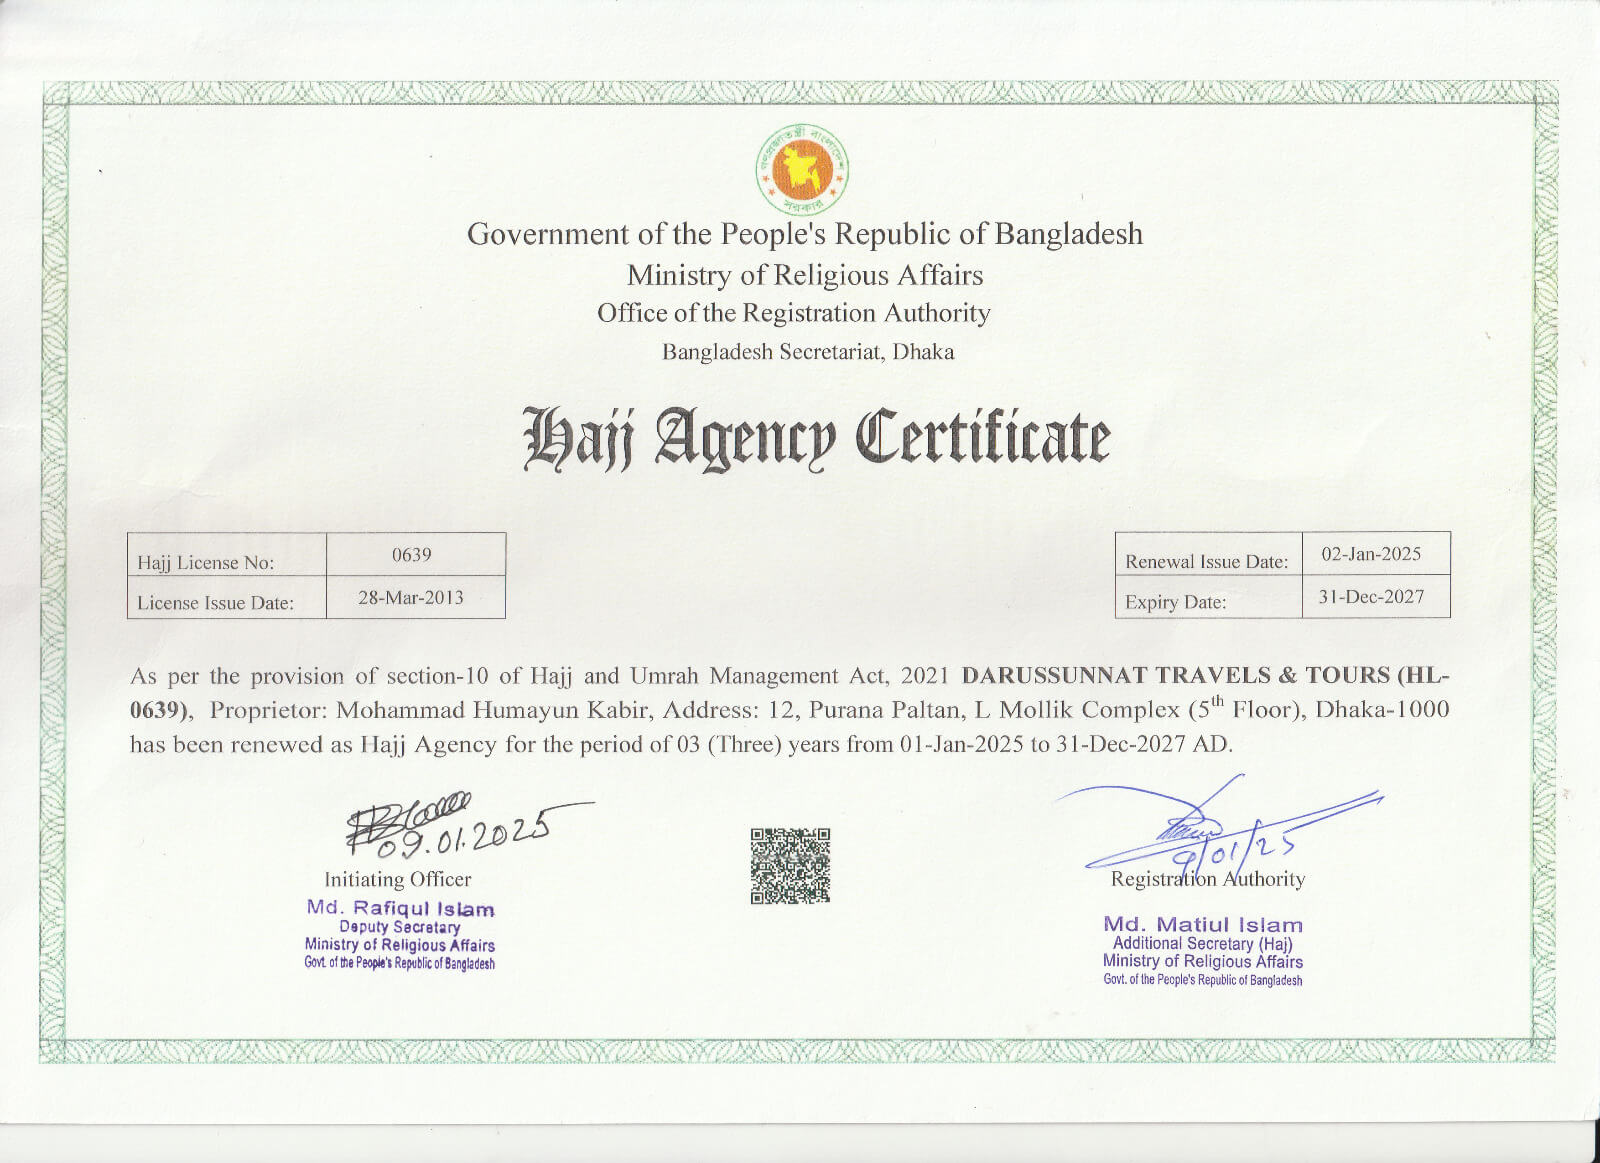 গণপ্রজাতন্ত্রী বাংলাদেশ
সরকার
Government of the People's Republic of Bangladesh
Ministry of Religious Affairs
Office of the Registration Authority
Bangladesh Secretariat, Dhaka
Hajj Agency Certificate
Hajj License No: 0639
License Issue Date: 28-Mar-2013
Renewal Issue Date: 02-Jan-2025
Expiry Date: 31-Dec-2027
As per the provision of section-10 of Hajj and Umrah Management Act, 2021 DARUSSUNNAT TRAVELS & TOURS (HL-
0639), Proprietor: Mohammad Humayun Kabir, Address: 12, Purana Paltan, L Mollik Complex (5th Floor), Dhaka-1000
has been renewed as Hajj Agency for the period of 03 (Three) years from 01-Jan-2025 to 31-Dec-2027 AD.
09.01.2025
Initiating Officer
Md. Rafiqul Islam
Deputy Secretary
Ministry of Religious Affairs
Govt. of the People's Republic of Bangladesh
9/01/25
Registration Authority
Md. Matiul Islam
Additional Secretary (Haj)
Ministry of Religious Affairs
Govt. of the People's Republic of Bangladesh